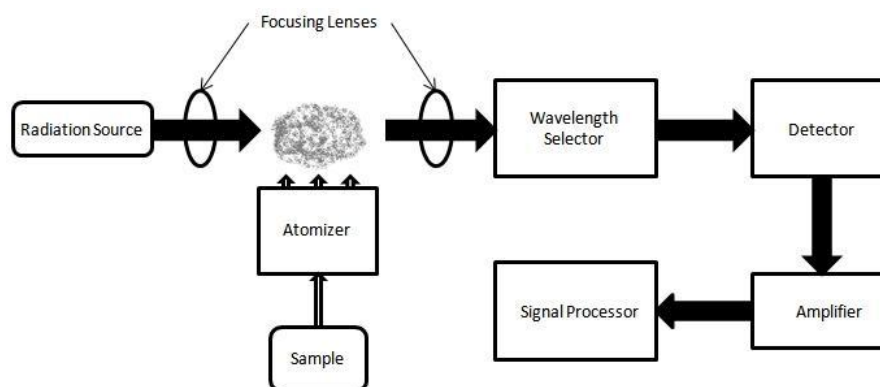 Focusing Lenses
Radiation Source
Wavelength
Selector
Detector
Atomizer
Signal Processor
Amplifier
Sample